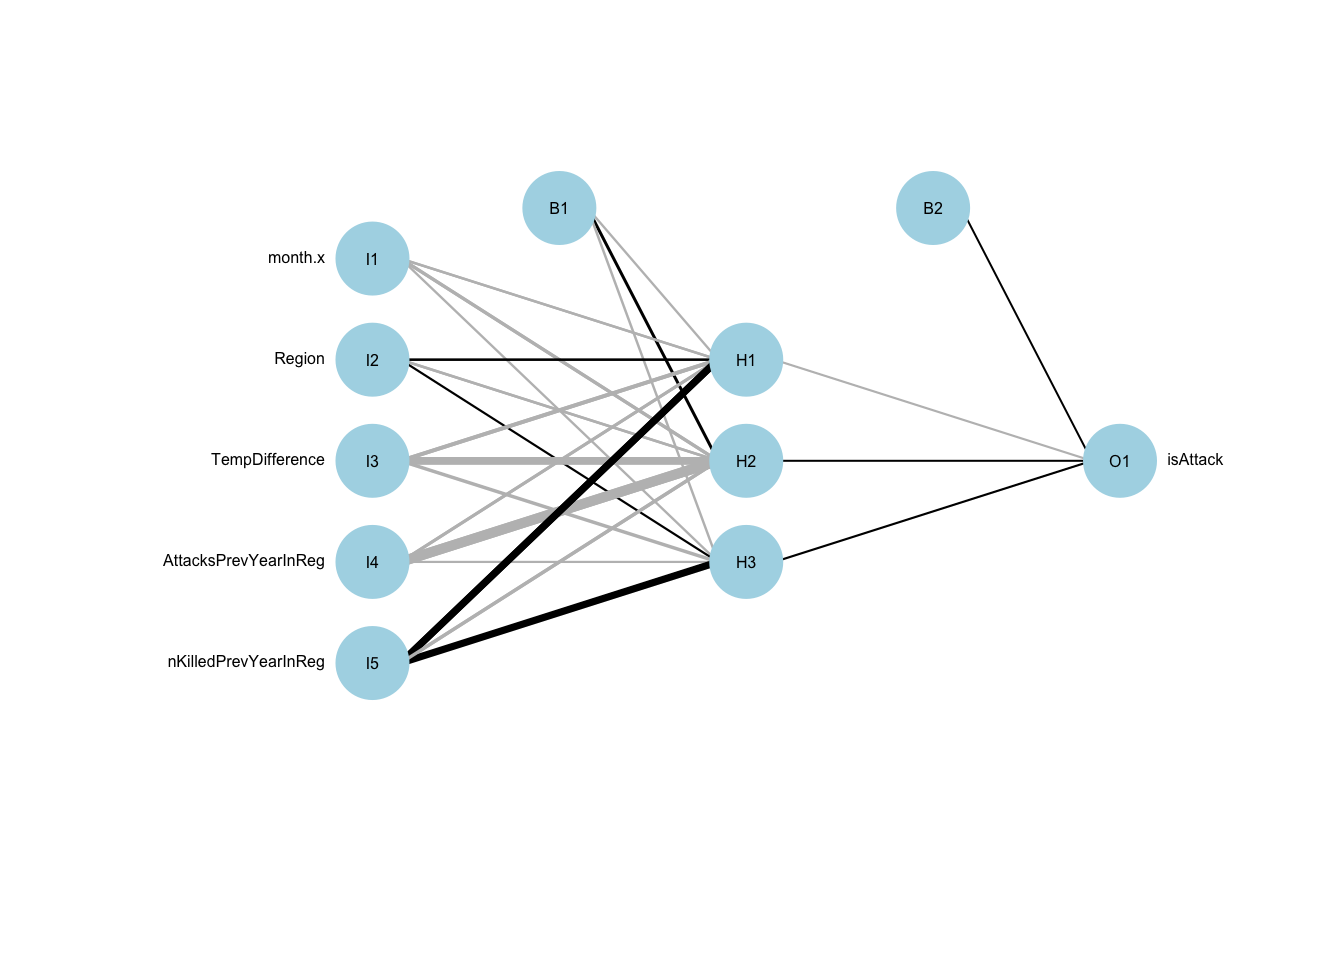 B1
B2
month.x I1
Region I2 H1
TempDifference I3 H2 O1 isAttack
AttacksPrevYearInReg I4 H3
nKilledPrevYearInReg I5